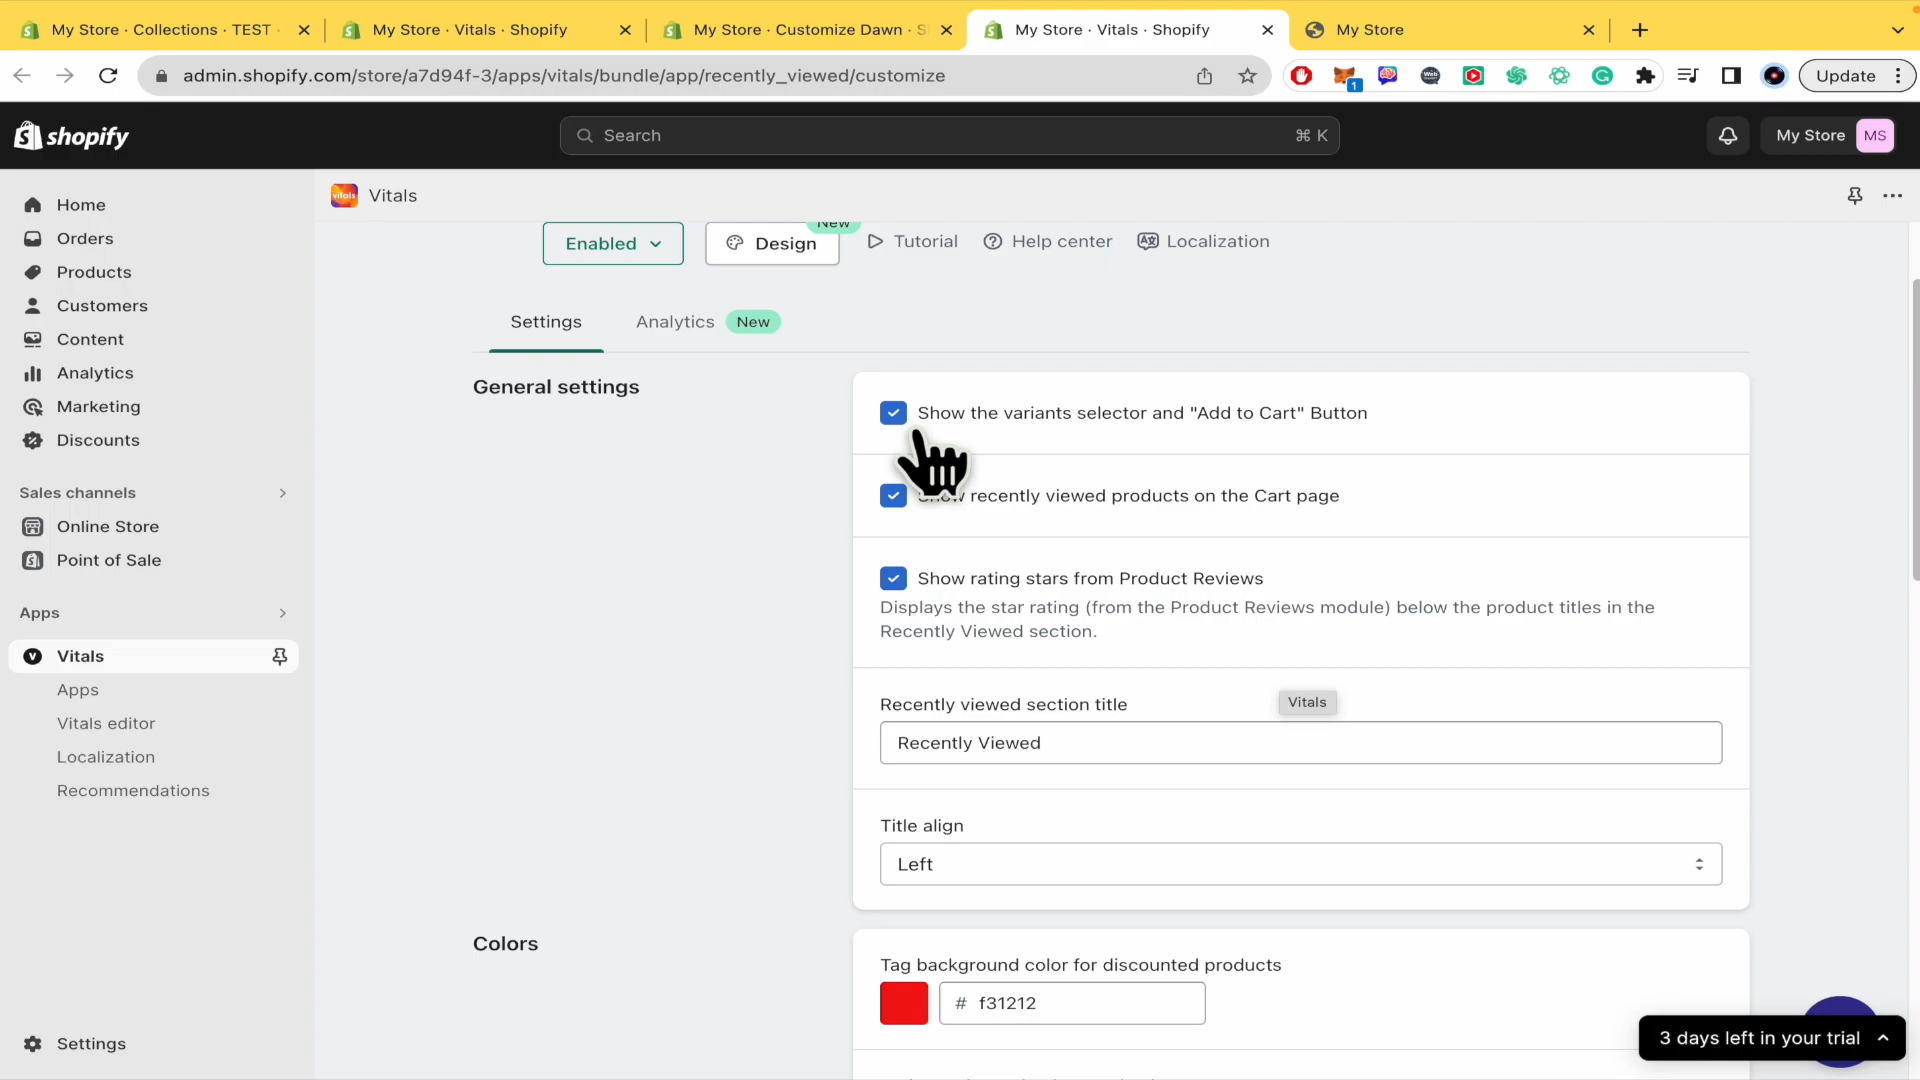 My Store · Collections · TEST
My Store · Vitals · Shopify
My Store · Customize Dawn · S
My Store · Vitals · Shopify
My Store
admin.shopify.com/store/a7d94f-3/apps/vitals/bundle/app/recently_viewed/customize
1
Update
shopify
Search
⌘ K
My Store
MS
Home
Orders
Products
Customers
Content
Analytics
Marketing
Discounts
Sales channels
Online Store
Point of Sale
Apps
Vitals
Apps
Vitals editor
Localization
Recommendations
Settings
vitals
Vitals
Enabled
Design
New
Tutorial
Help center
Localization
Settings
Analytics
New
General settings
Show the variants selector and "Add to Cart" Button
Show recently viewed products on the Cart page
Show rating stars from Product Reviews
Displays the star rating (from the Product Reviews module) below the product titles in the
Recently Viewed section.
Recently viewed section title
Vitals
Recently Viewed
Title align
Left
Colors
Tag background color for discounted products
# f31212
3 days left in your trial